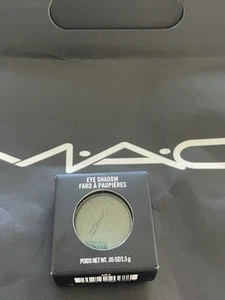 M·A·C
EYE SHADOW
FARD À PAUPIÈRES
POIDS NET WT. .05 OZ/1.5 g